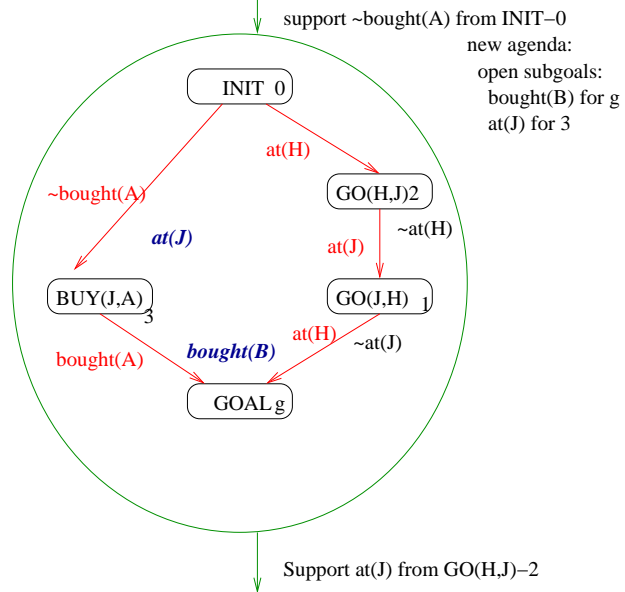 support ~bought(A) from INIT−0
new agenda:
open subgoals:
bought(B) for g
at(J) for 3
INIT 0
at(H)
~bought(A)
GO(H,J)2
~at(H)
at(J)
at(J)
BUY(J,A)
3
GO(J,H) 1
at(H)
~at(J)
bought(B)
bought(A)
GOAL g
Support at(J) from GO(H,J)−2